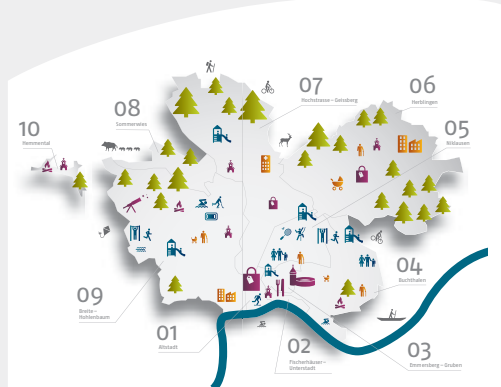 07
Hochstrasse – Geissberg
06
Herblingen
08
Sommerwies
05
Niklausen
10
Hemmental
04
Buchthalen
09
Breite –
Hohlenbaum
01
Altstadt
02
Fischerhäuser –
Unterstadt
03
Emmersberg – Gruben